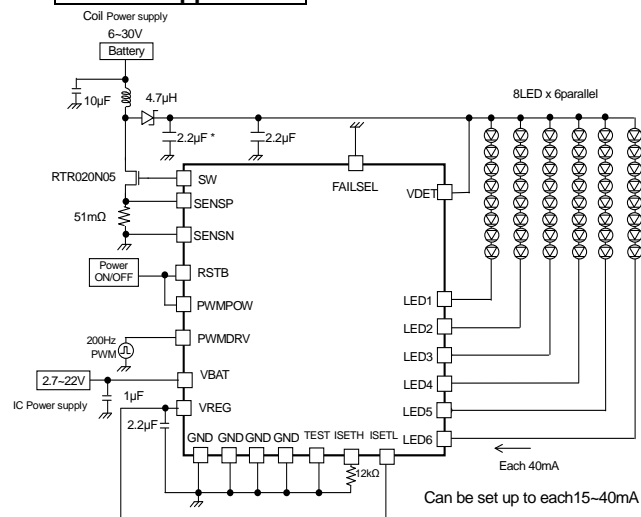 Coil Power supply
6~30V
Battery
10μF
4.7μH
2.2μF *
2.2μF
8LED x 6parallel
RTR020N05
51mΩ
SW
SENSP
SENSN
FAILSEL
VDET
Power
ON/OFF
RSTB
PWMPOW
200Hz
PWM
PWMDRV
2.7~22V
VBAT
IC Power supply
1μF
VREG
2.2μF
LED1
LED2
LED3
LED4
LED5
LED6
GND GND GND GND TEST ISETH ISETL
12kΩ
Each 40mA
Can be set up to each15~40mA